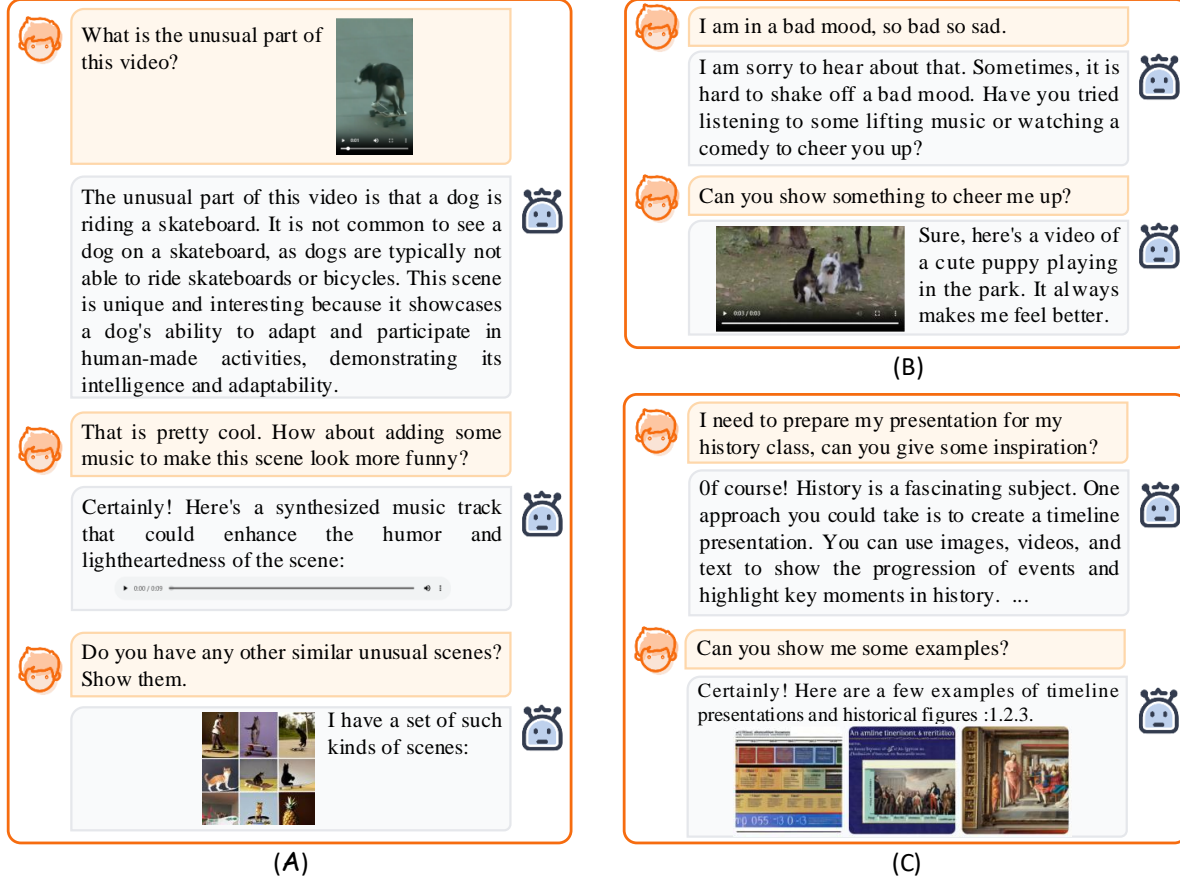 What is the unusual part of
this video?
0:00
The unusual part of this video is that a dog is
riding a skateboard. It is not common to see a
dog on a skateboard, as dogs are typically not
able to ride skateboards or bicycles. This scene
is unique and interesting because it showcases
a dog's ability to adapt and participate in
human-made activities, demonstrating its
intelligence and adaptability.
That is pretty cool. How about adding some
music to make this scene look more funny?
Certainly! Here's a synthesized music track
that could enhance the humor and
lightheartedness of the scene:
0:00 / 0:09
Do you have any other similar unusual scenes?
Show them.
I have a set of such
kinds of scenes:
(A)
I am in a bad mood, so bad so sad.
I am sorry to hear about that. Sometimes, it is
hard to shake off a bad mood. Have you tried
listening to some lifting music or watching a
comedy to cheer you up?
Can you show something to cheer me up?
0:03 / 0:03
Sure, here's a video of
a cute puppy playing
in the park. It always
makes me feel better.
(B)
I need to prepare my presentation for my
history class, can you give some inspiration?
0f course! History is a fascinating subject. One
approach you could take is to create a timeline
presentation. You can use images, videos, and
text to show the progression of events and
highlight key moments in history. ...
Can you show me some examples?
Certainly! Here are a few examples of timeline
presentations and historical figures :1.2.3.
055
(C)